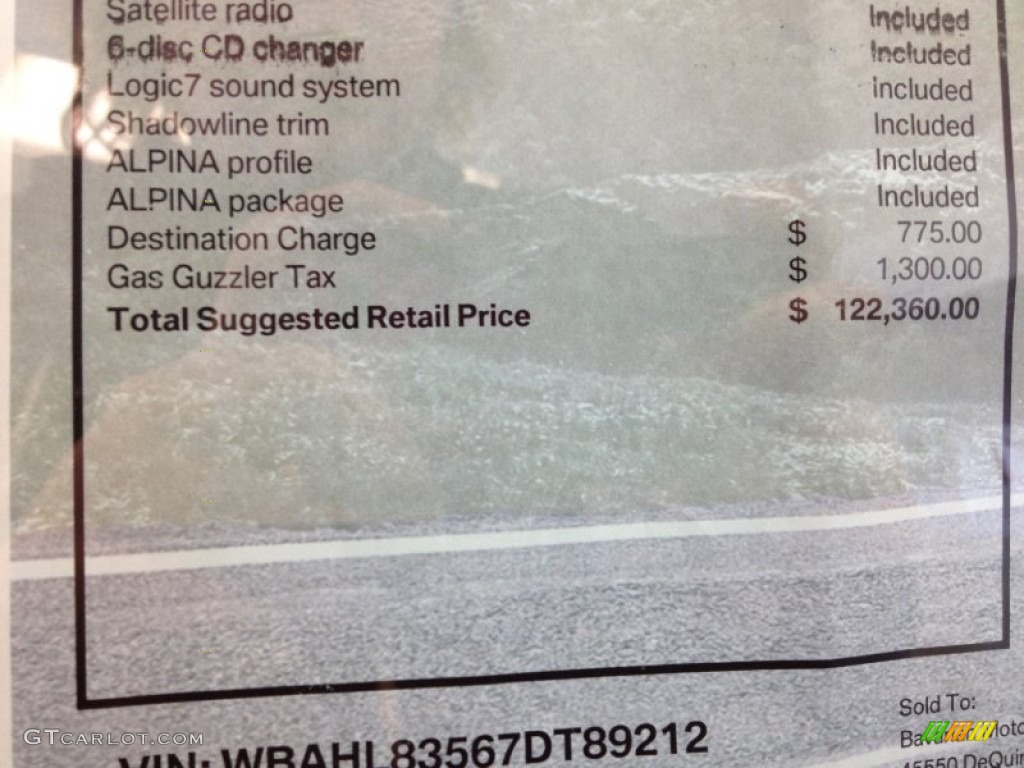 Satellite radio Included
6-disc CD changer Included
Logic7 sound system included
Shadowline trim Included
ALPINA profile Included
ALPINA package Included
Destination Charge $ 775.00
Gas Guzzler Tax $ 1,300.00
Total Suggested Retail Price $ 122,360.00
Sold To:
VIN: WBAHL83567DT89212
45550 DeQuin
GTcarlot.com